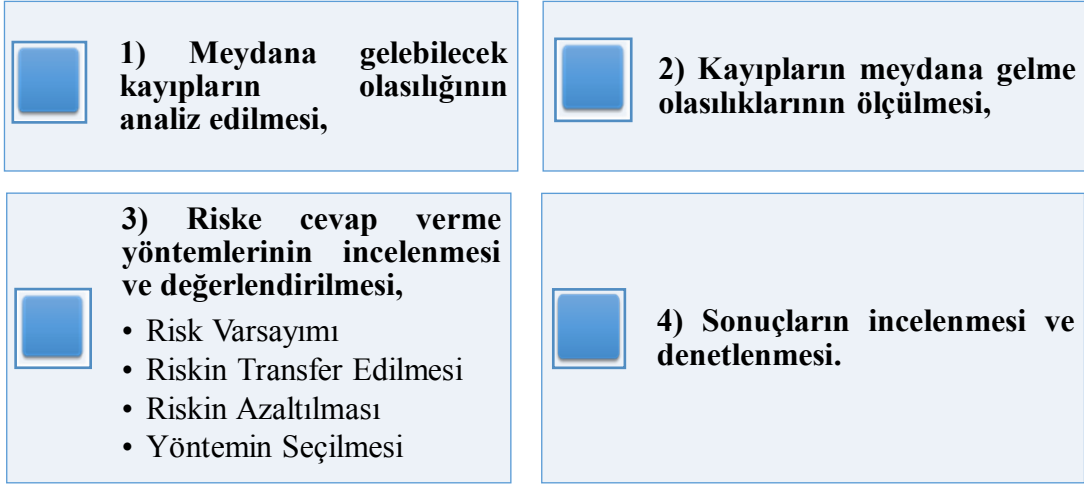 1) Meydana gelebilecek
kayıpların olasılığının
analiz edilmesi,
2) Kayıpların meydana gelme
olasılıklarının ölçülmesi,
3) Riske cevap verme
yöntemlerinin incelenmesi
ve değerlendirilmesi,
• Risk Varsayımı
• Riskin Transfer Edilmesi
• Riskin Azaltılması
• Yöntemin Seçilmesi
4) Sonuçların incelenmesi ve
denetlenmesi.